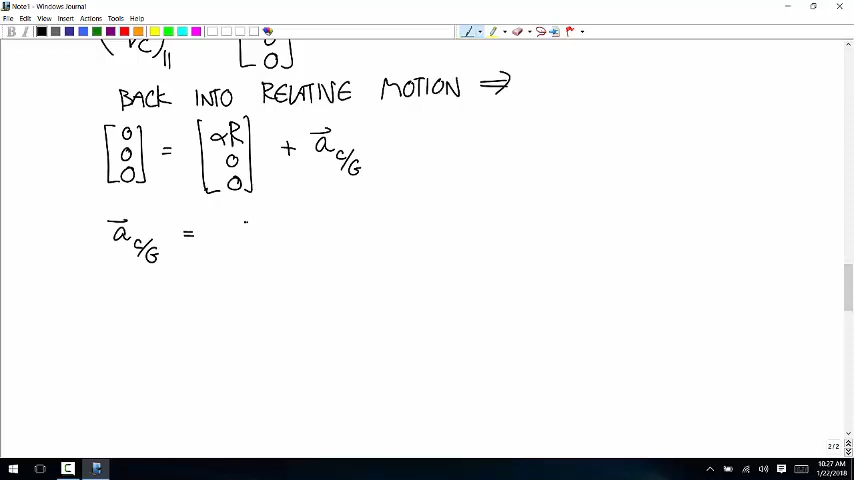 Note1 - Windows Journal
File Edit View Insert Actions Tools Help
B
BACK INTO RELATIVE MOTION ⇒
[0 0 0] = [αR 0 0] + a⃗ C/G
a⃗ C/G =
2/2
10:27 AM
1/22/2018